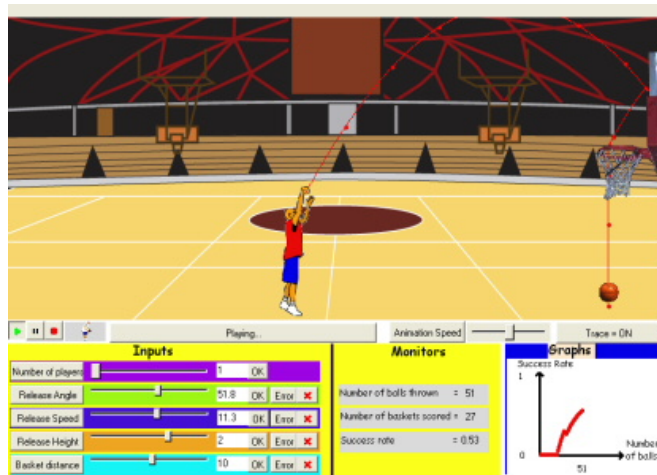 Playing...
Animation Speed
Trace = ON
Inputs
Number of players 1 OK
Release Angle 51.8 OK Error
Release Speed 11.3 OK Error
Release Height 2 OK Error
Basket distance 10 OK Error
Monitors
Number of balls thrown = 51
Number of baskets scored = 27
Success rate = 0.53
Graphs
Success Rate
1
0
51
Number
of balls